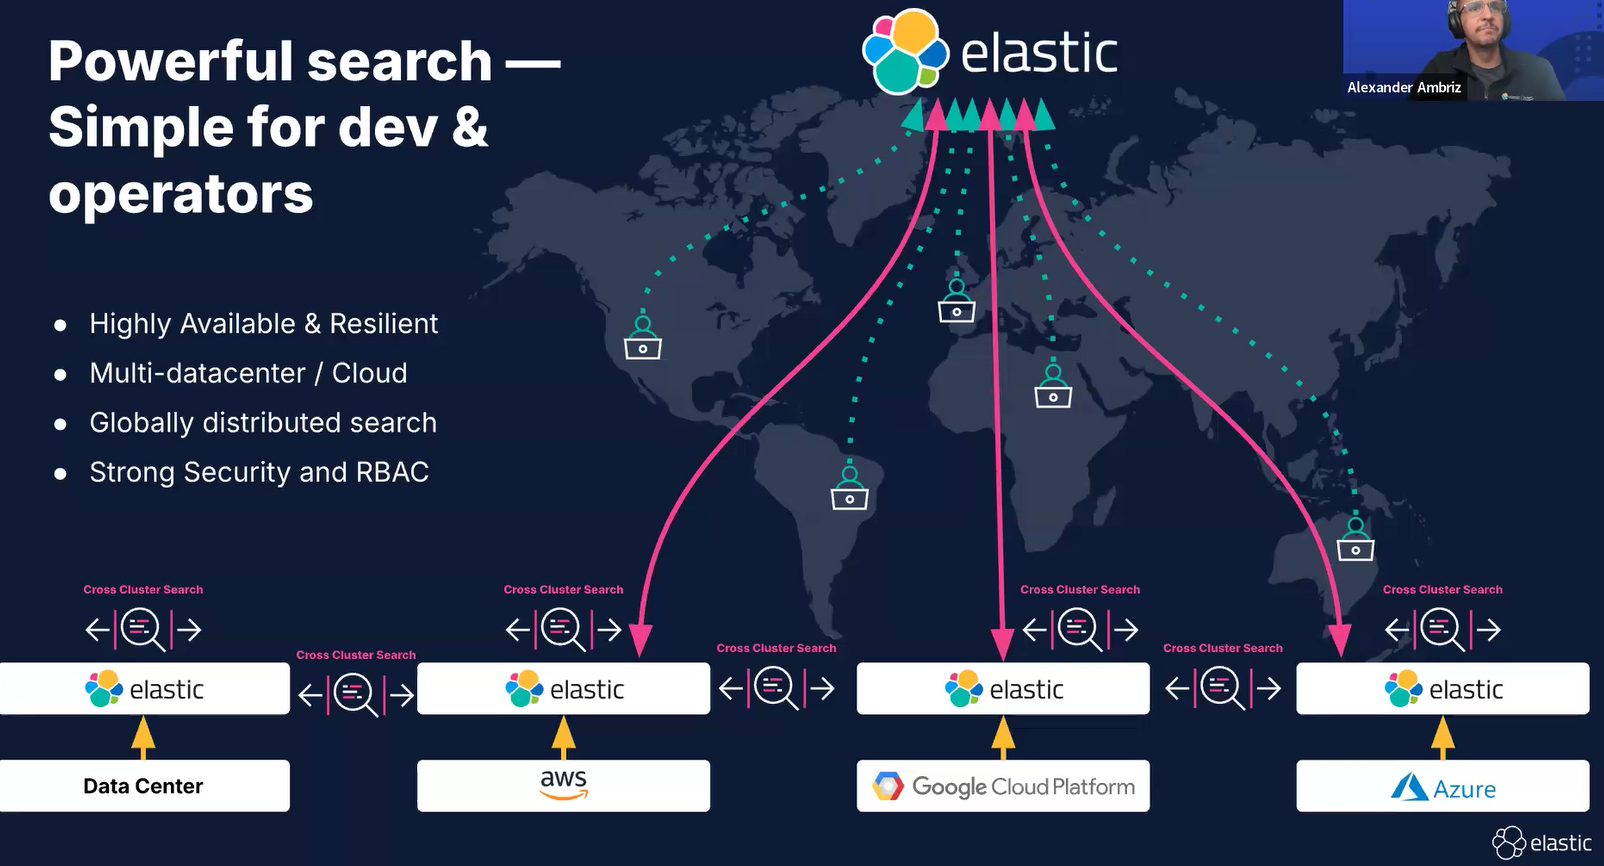 Powerful search —
Simple for dev &
operators
elastic
Alexander Ambriz
● Highly Available & Resilient
● Multi-datacenter / Cloud
● Globally distributed search
● Strong Security and RBAC
Cross Cluster Search
Cross Cluster Search
Cross Cluster Search
Cross Cluster Search
Cross Cluster Search
Cross Cluster Search
Cross Cluster Search
elastic
elastic
elastic
elastic
Data Center
aws
Google Cloud Platform
Azure
elastic